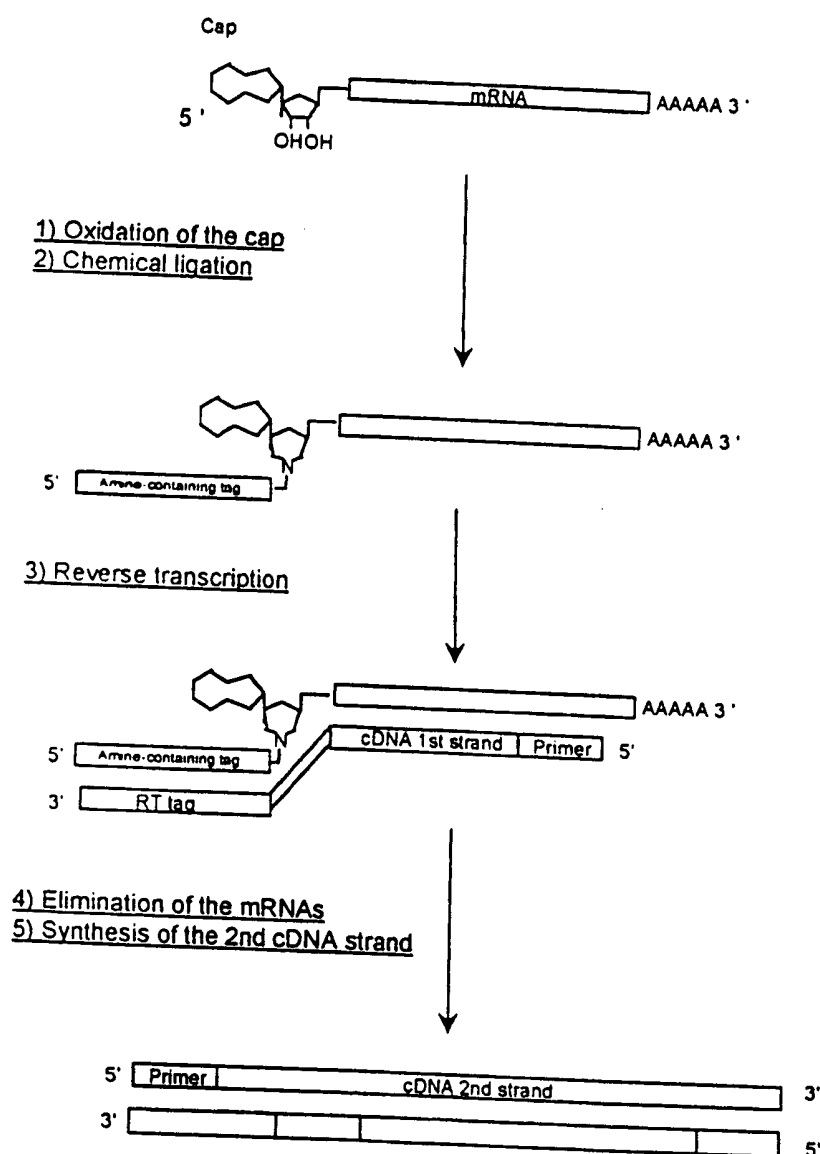 Cap
mRNA
AAAAA 3 '
5 '
OHOH
1) Oxidation of the cap
2) Chemical ligation
AAAAA 3 '
5' Amine-containing tag
3) Reverse transcription
AAAAA 3 '
cDNA 1st strand Primer 5'
5' Amine-containing tag
3' RT tag
N
N
4) Elimination of the mRNAs
5) Synthesis of the 2nd cDNA strand
5' Primer cDNA 2nd strand 3'
3' 5'